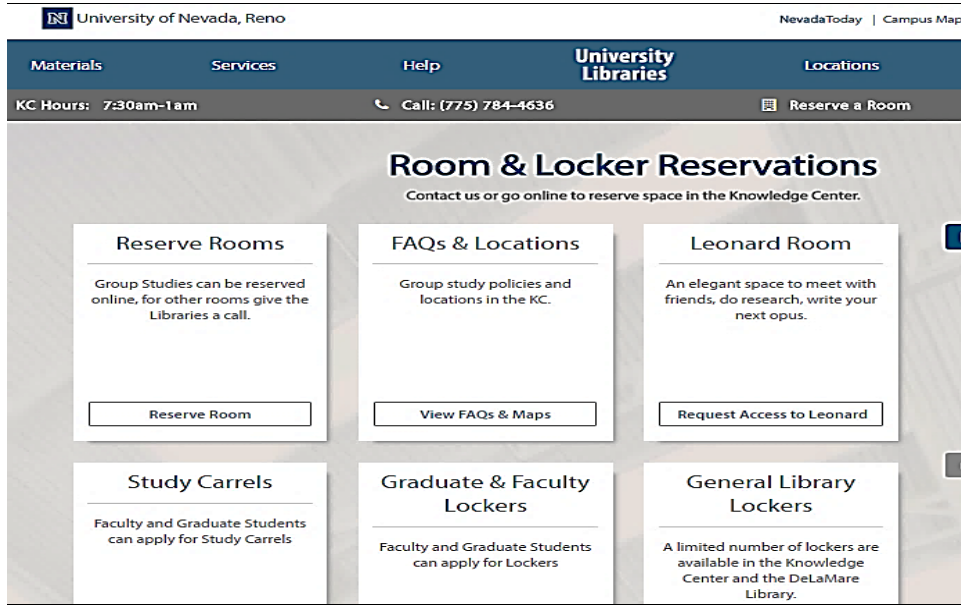 University of Nevada, Reno
NevadaToday | Campus Map
Materials
Services
Help
University
Libraries
Locations
KC Hours: 7:30am-1am
Call: (775) 784-4636
Reserve a Room
Room & Locker Reservations
Contact us or go online to reserve space in the Knowledge Center.
Reserve Rooms
Group Studies can be reserved
online, for other rooms give the
Libraries a call.
Reserve Room
FAQs & Locations
Group study policies and
locations in the KC.
View FAQs & Maps
Leonard Room
An elegant space to meet with
friends, do research, write your
next opus.
Request Access to Leonard
Study Carrels
Faculty and Graduate Students
can apply for Study Carrels
Graduate & Faculty
Lockers
Faculty and Graduate Students
can apply for Lockers
General Library
Lockers
A limited number of lockers are
available in the Knowledge
Center and the DeLaMare
Library.